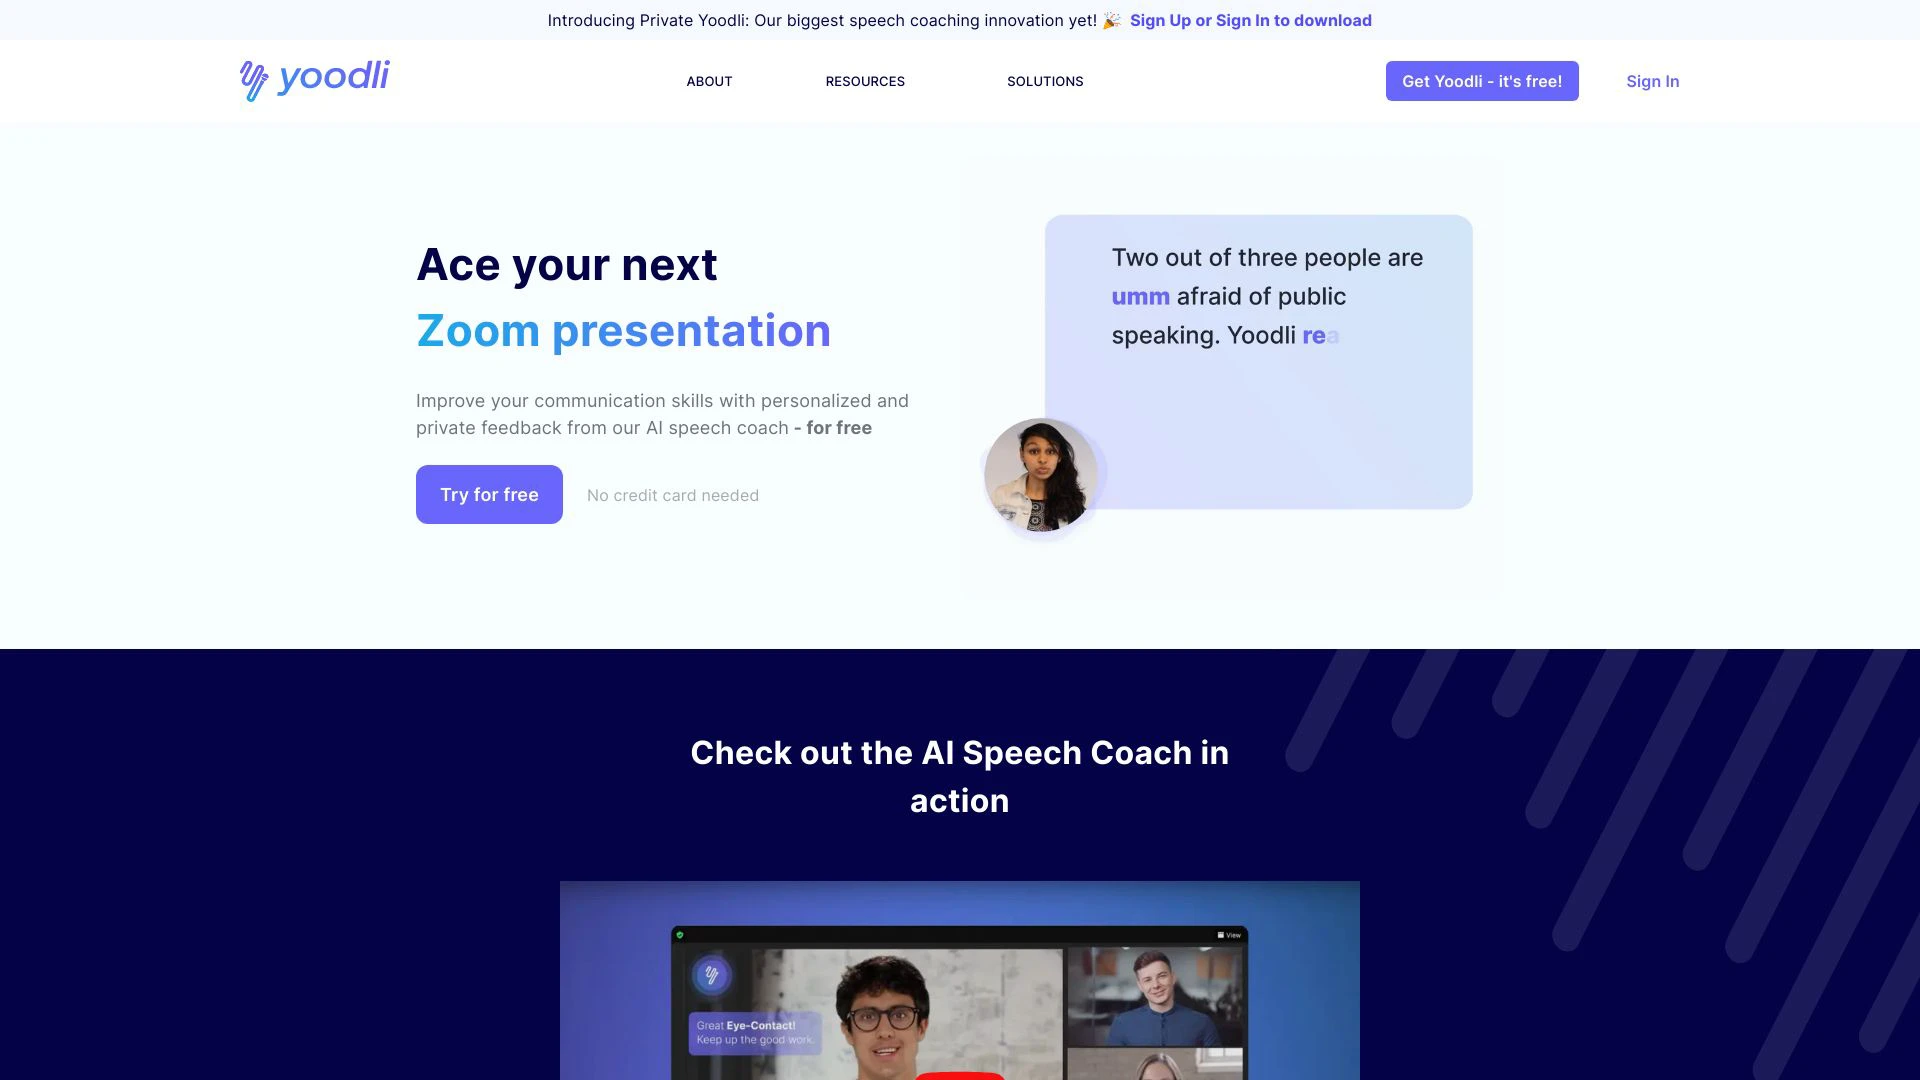 Introducing Private Yoodli: Our biggest speech coaching innovation yet! 🎉 Sign Up or Sign In to download
yoodli
ABOUT
RESOURCES
SOLUTIONS
Get Yoodli - it's free!
Sign In
Ace your next
Zoom presentation
Improve your communication skills with personalized and
private feedback from our AI speech coach - for free
Try for free
No credit card needed
Two out of three people are
umm afraid of public
speaking. Yoodli rea
Check out the AI Speech Coach in
action
View
Great Eye-Contact!
Keep up the good work.